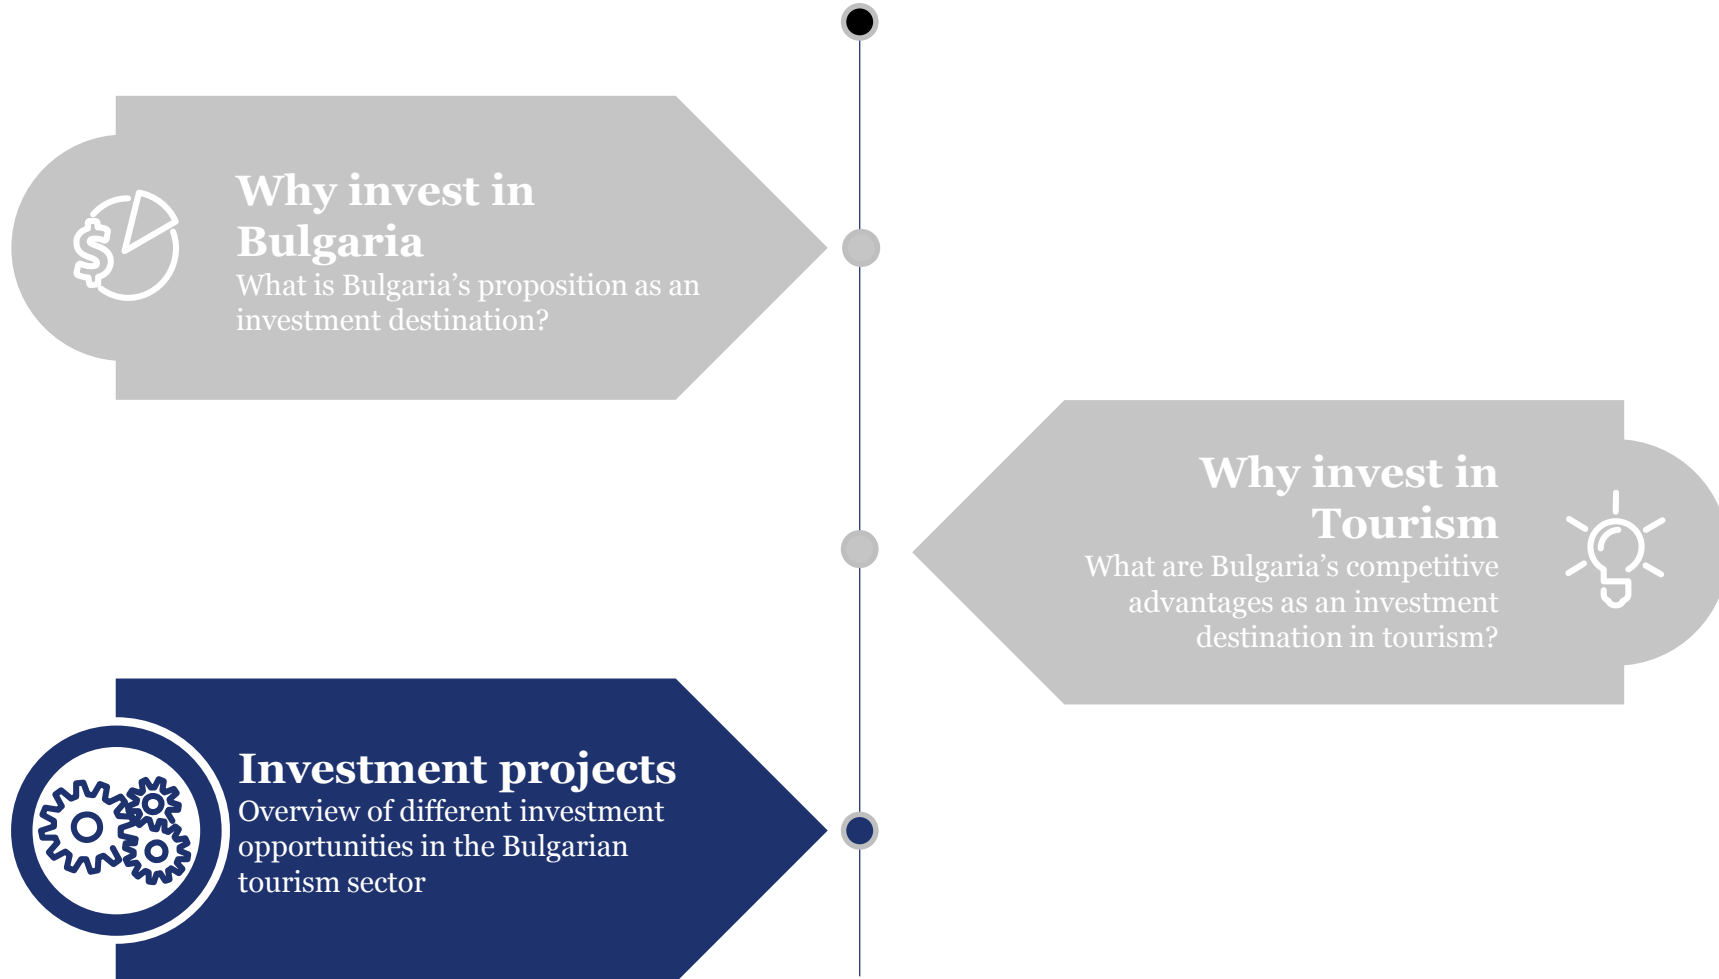 Why invest in
Bulgaria
What is Bulgaria’s proposition as an
investment destination?
Why invest in
Tourism
What are Bulgaria’s competitive
advantages as an investment
destination in tourism?
Investment projects
Overview of different investment
opportunities in the Bulgarian
tourism sector